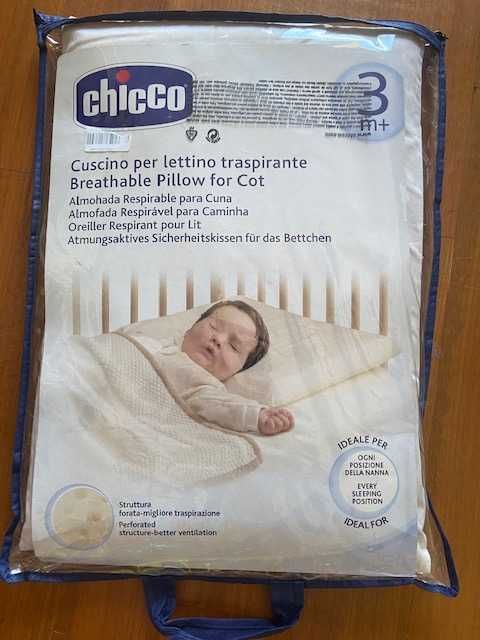 chicco
3
m+
Cuscino per lettino traspirante
Breathable Pillow for Cot
Almohada Respirable para Cuna
Almofada Respirável para Caminha
Oreiller Respirant pour Lit
Atmungsaktives Sicherheitskissen für das Bettchen
IDEALE PER
OGNI
POSIZIONE
DELLA NANNA
EVERY
SLEEPING
POSITION
IDEAL FOR
Struttura
forata-migliore traspirazione
Perforated
structure-better ventilation